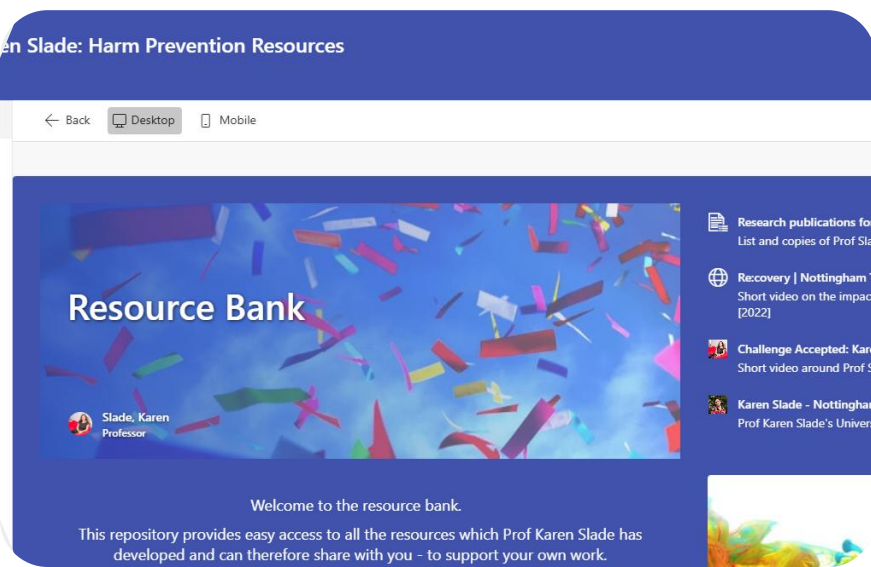 en Slade: Harm Prevention Resources
Back
Desktop
Mobile
Resource Bank
Slade, Karen
Professor
Research publications fo
List and copies of Prof Sla
Re:covery | Nottingham T
Short video on the impac
[2022]
Challenge Accepted: Kare
Short video around Prof S
Karen Slade - Nottinghar
Prof Karen Slade's Univers
Welcome to the resource bank.
This repository provides easy access to all the resources which Prof Karen Slade has
developed and can therefore share with you - to support your own work.